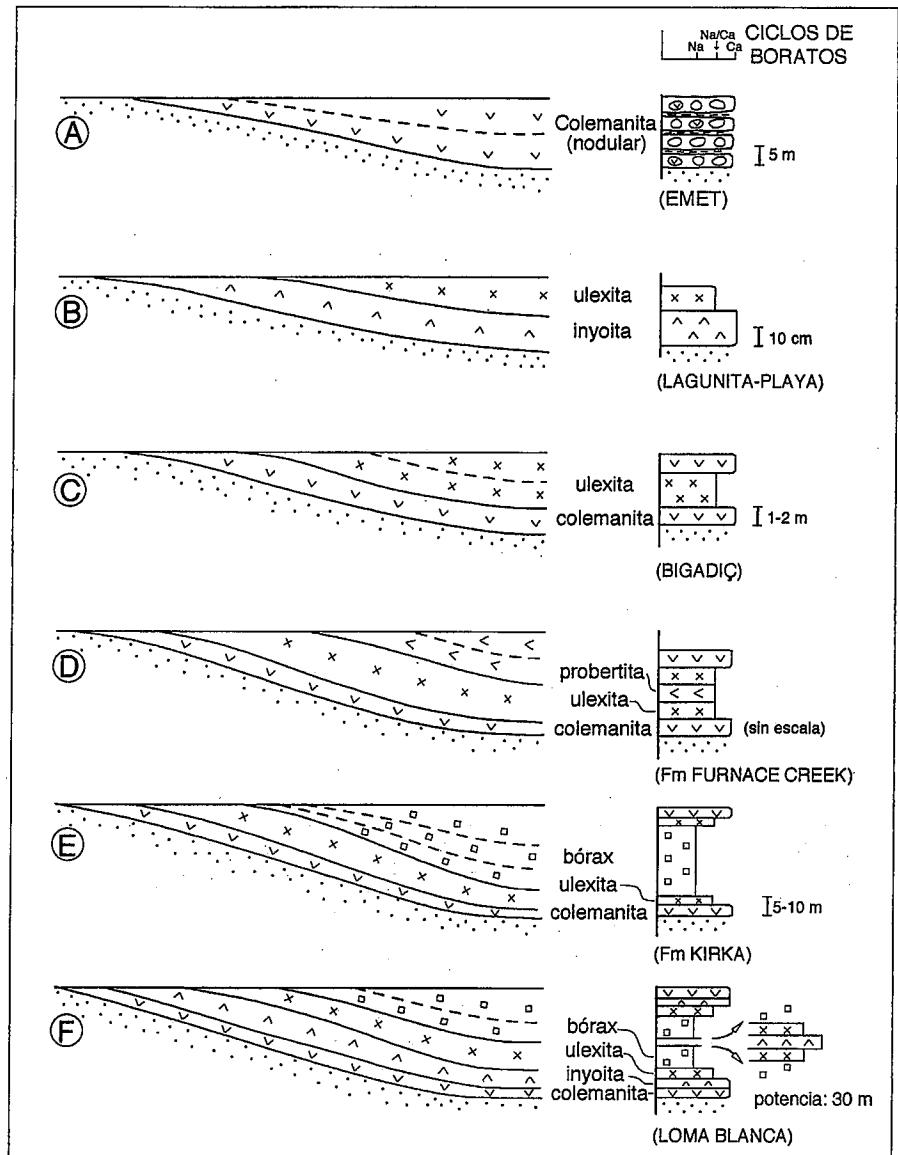 Na/Ca CICLOS DE
Na ↓ Ca BORATOS
A
Colemanita
(nodular)
5 m
(EMET)
B
ulexita
inyoita
10 cm
(LAGUNITA-PLAYA)
C
ulexita
colemanita
1-2 m
(BIGADIÇ)
D
probertita
ulexita
colemanita
(sin escala)
(Fm FURNACE CREEK)
E
bórax
ulexita
colemanita
5-10 m
(Fm KIRKA)
F
bórax
ulexita
inyoita
colemanita
potencia: 30 m
(LOMA BLANCA)